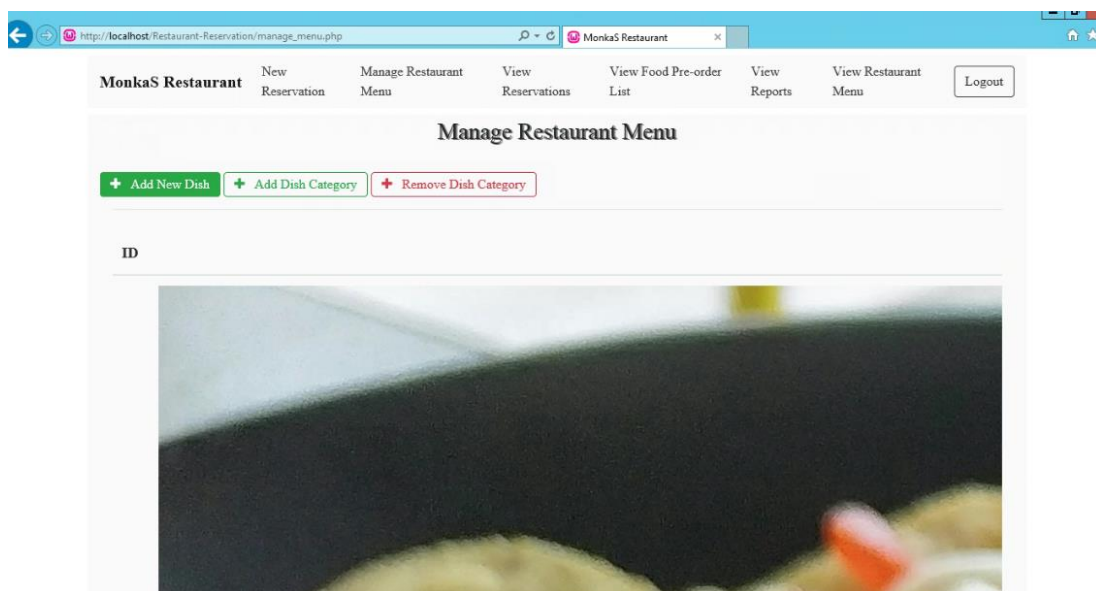 http://localhost/Restaurant-Reservation/manage_menu.php
MonkaS Restaurant
MonkaS Restaurant
New Reservation
Manage Restaurant Menu
View Reservations
View Food Pre-order List
View Reports
View Restaurant Menu
Logout
Manage Restaurant Menu
Add New Dish
Add Dish Category
Remove Dish Category
ID